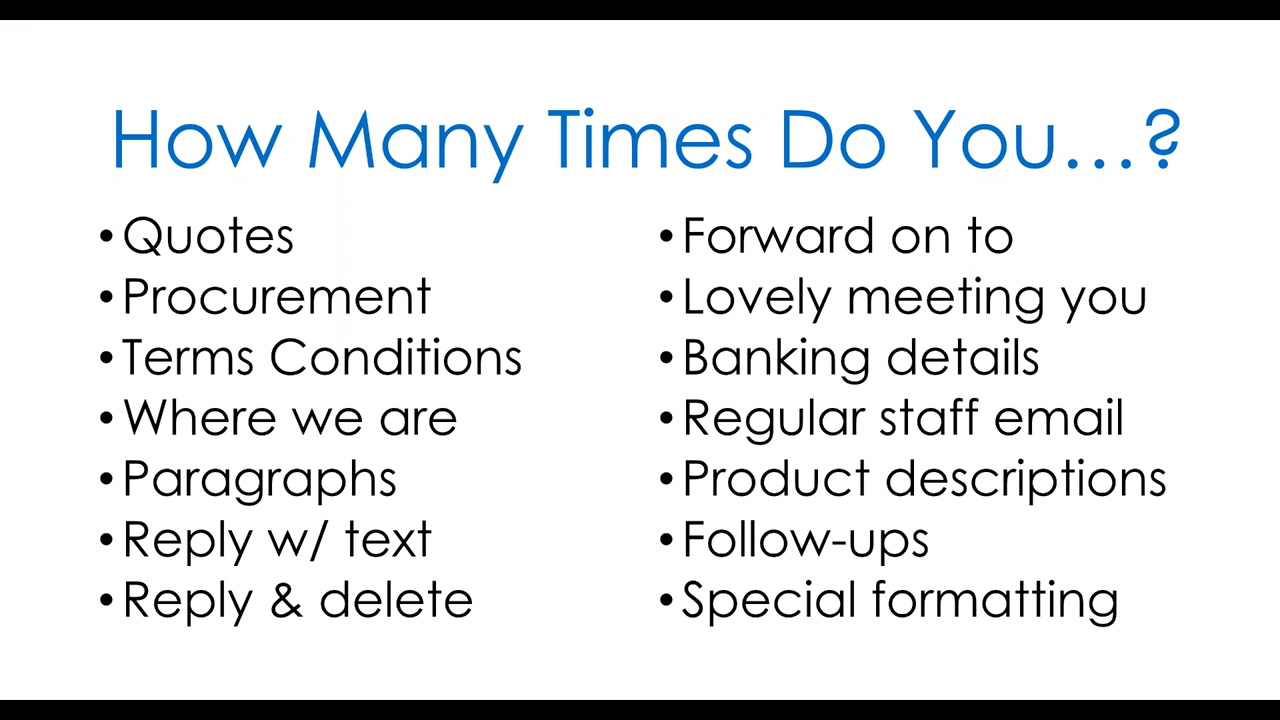 How Many Times Do You...?
•Quotes
•Procurement
•Terms Conditions
•Where we are
•Paragraphs
•Reply w/ text
•Reply & delete
•Forward on to
•Lovely meeting you
•Banking details
•Regular staff email
•Product descriptions
•Follow-ups
•Special formatting